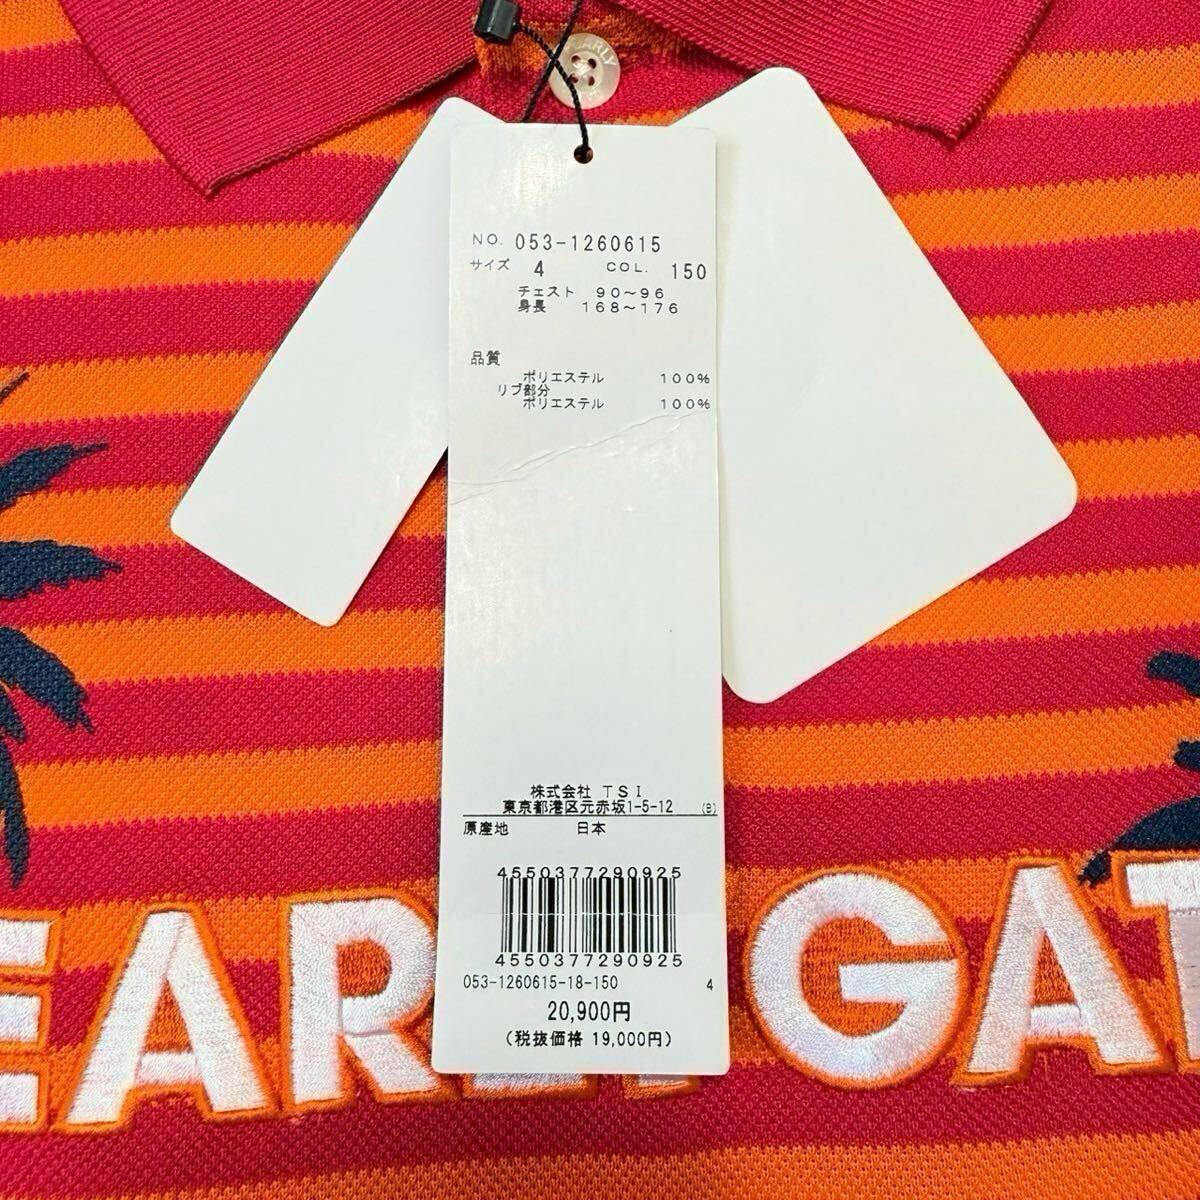 EARLY
NO. 053-1260615
サイズ 4 COL. 150
チェスト 90~96
身長 168~176
品質
ポリエステル 100%
リブ部分
ポリエステル 100%
株式会社 TSI
東京都港区元赤坂1-5-12 (B)
原産地 日本
4550377290925
4550377290925
053-1260615-18-150 4
20,900円
(税抜価格 19,000円)
EARLY GAT